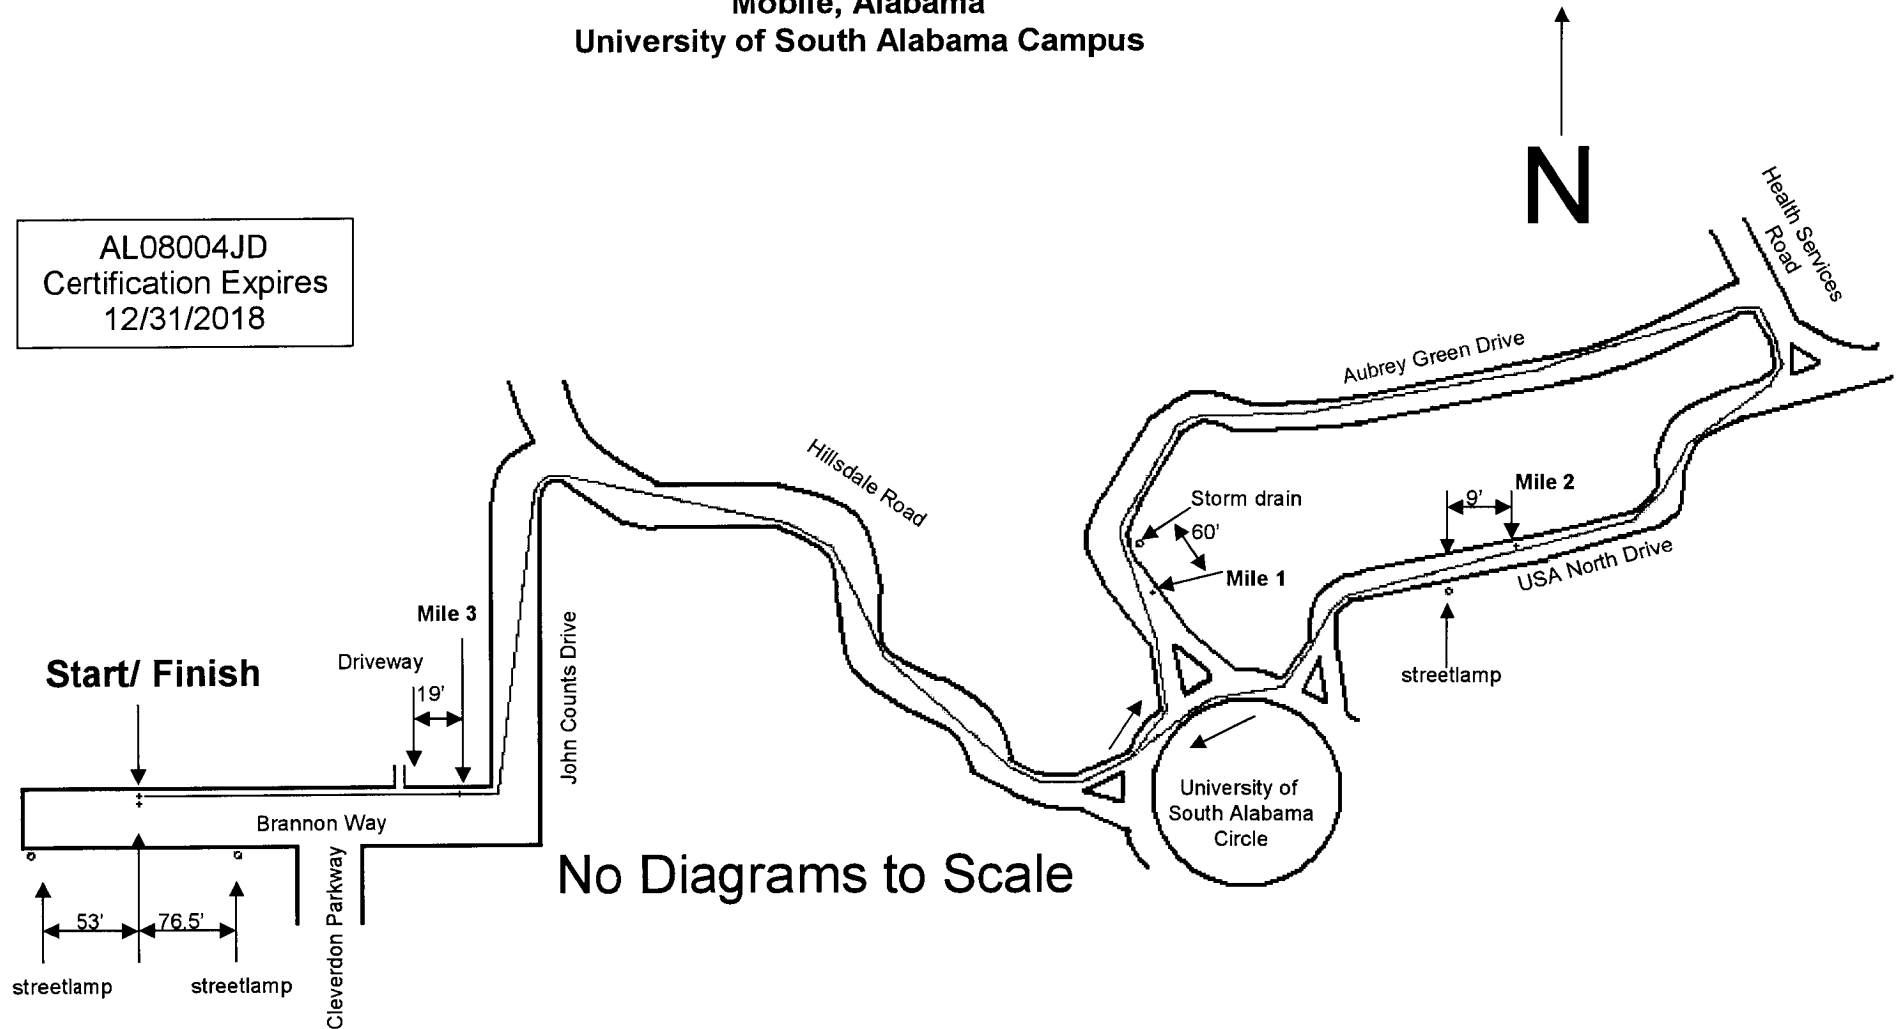 Mobile, Alabama
University of South Alabama Campus
N
Health Services
Road
AL08004JD
Certification Expires
12/31/2018
Aubrey Green Drive
Hillsdale Road
Storm drain
60'
Mile 1
9'
Mile 2
USA North Drive
streetlamp
Mile 3
Driveway
19'
Start/ Finish
John Counts Drive
Brannon Way
University of
South Alabama
Circle
No Diagrams to Scale
Cleverdon Parkway
53'
76.5'
streetlamp
streetlamp